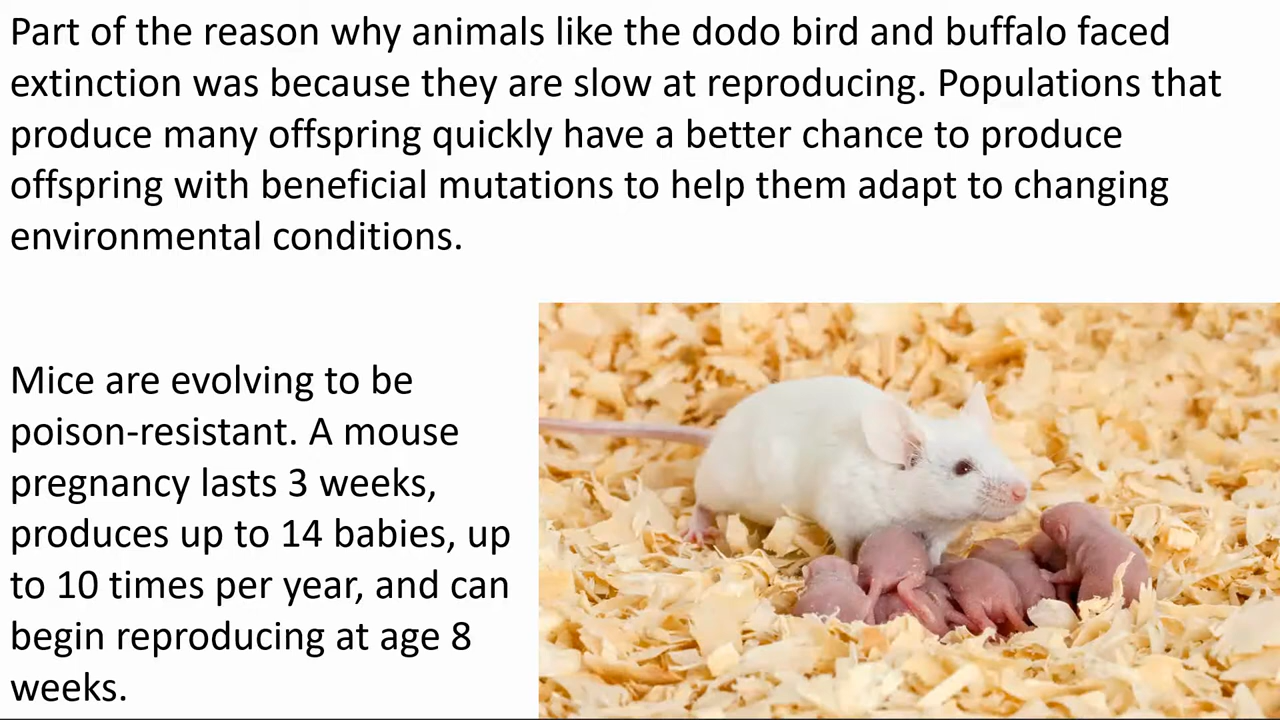 Part of the reason why animals like the dodo bird and buffalo faced
extinction was because they are slow at reproducing. Populations that
produce many offspring quickly have a better chance to produce
offspring with beneficial mutations to help them adapt to changing
environmental conditions.
Mice are evolving to be
poison-resistant. A mouse
pregnancy lasts 3 weeks,
produces up to 14 babies, up
to 10 times per year, and can
begin reproducing at age 8
weeks.